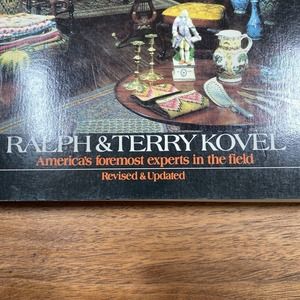 RALPH & TERRY KOVEL
America's foremost experts in the field
Revised & Updated